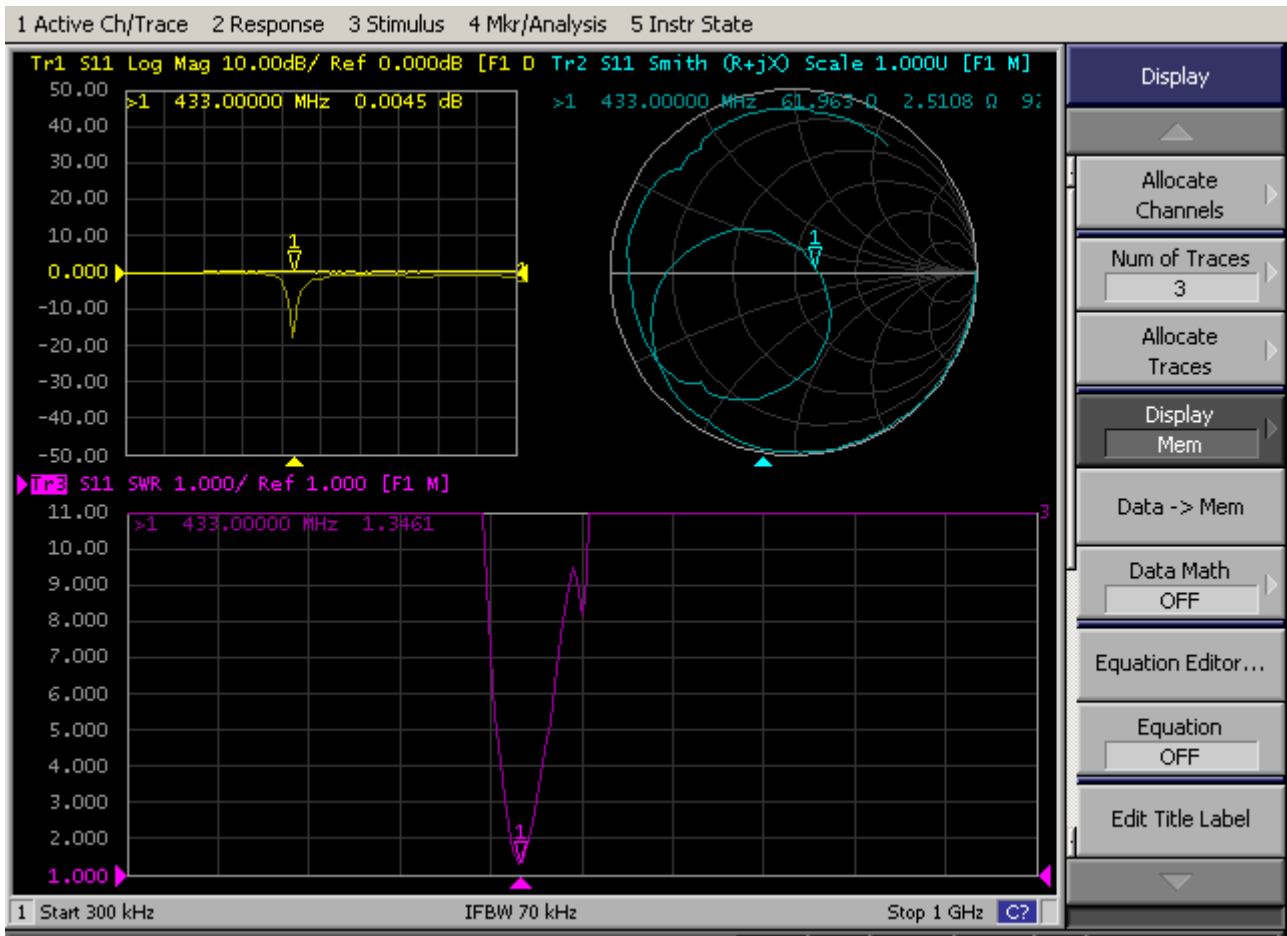 1 Active Ch/Trace 2 Response 3 Stimulus 4 Mkr/Analysis 5 Instr State
Tr1 S11 Log Mag 10.00dB/ Ref 0.000dB [F1 D
50.00
>1 433.00000 MHz 0.0045 dB
40.00
30.00
20.00
10.00
0.000
-10.00
-20.00
-30.00
-40.00
-50.00
1
Tr2 S11 Smith (R+jX) Scale 1.000U [F1 M]
>1 433.00000 MHz 61.963 Ω 2.5108 Ω 92
1
Tr3 S11 SWR 1.000/ Ref 1.000 [F1 M]
11.00
>1 433.00000 MHz 1.3461
3
10.00
9.000
8.000
7.000
6.000
5.000
4.000
3.000
2.000
1
1.000
1 Start 300 kHz IFBW 70 kHz Stop 1 GHz C?
Display
Allocate
Channels
Num of Traces
3
Allocate
Traces
Display
Mem
Data -> Mem
Data Math
OFF
Equation Editor...
Equation
OFF
Edit Title Label